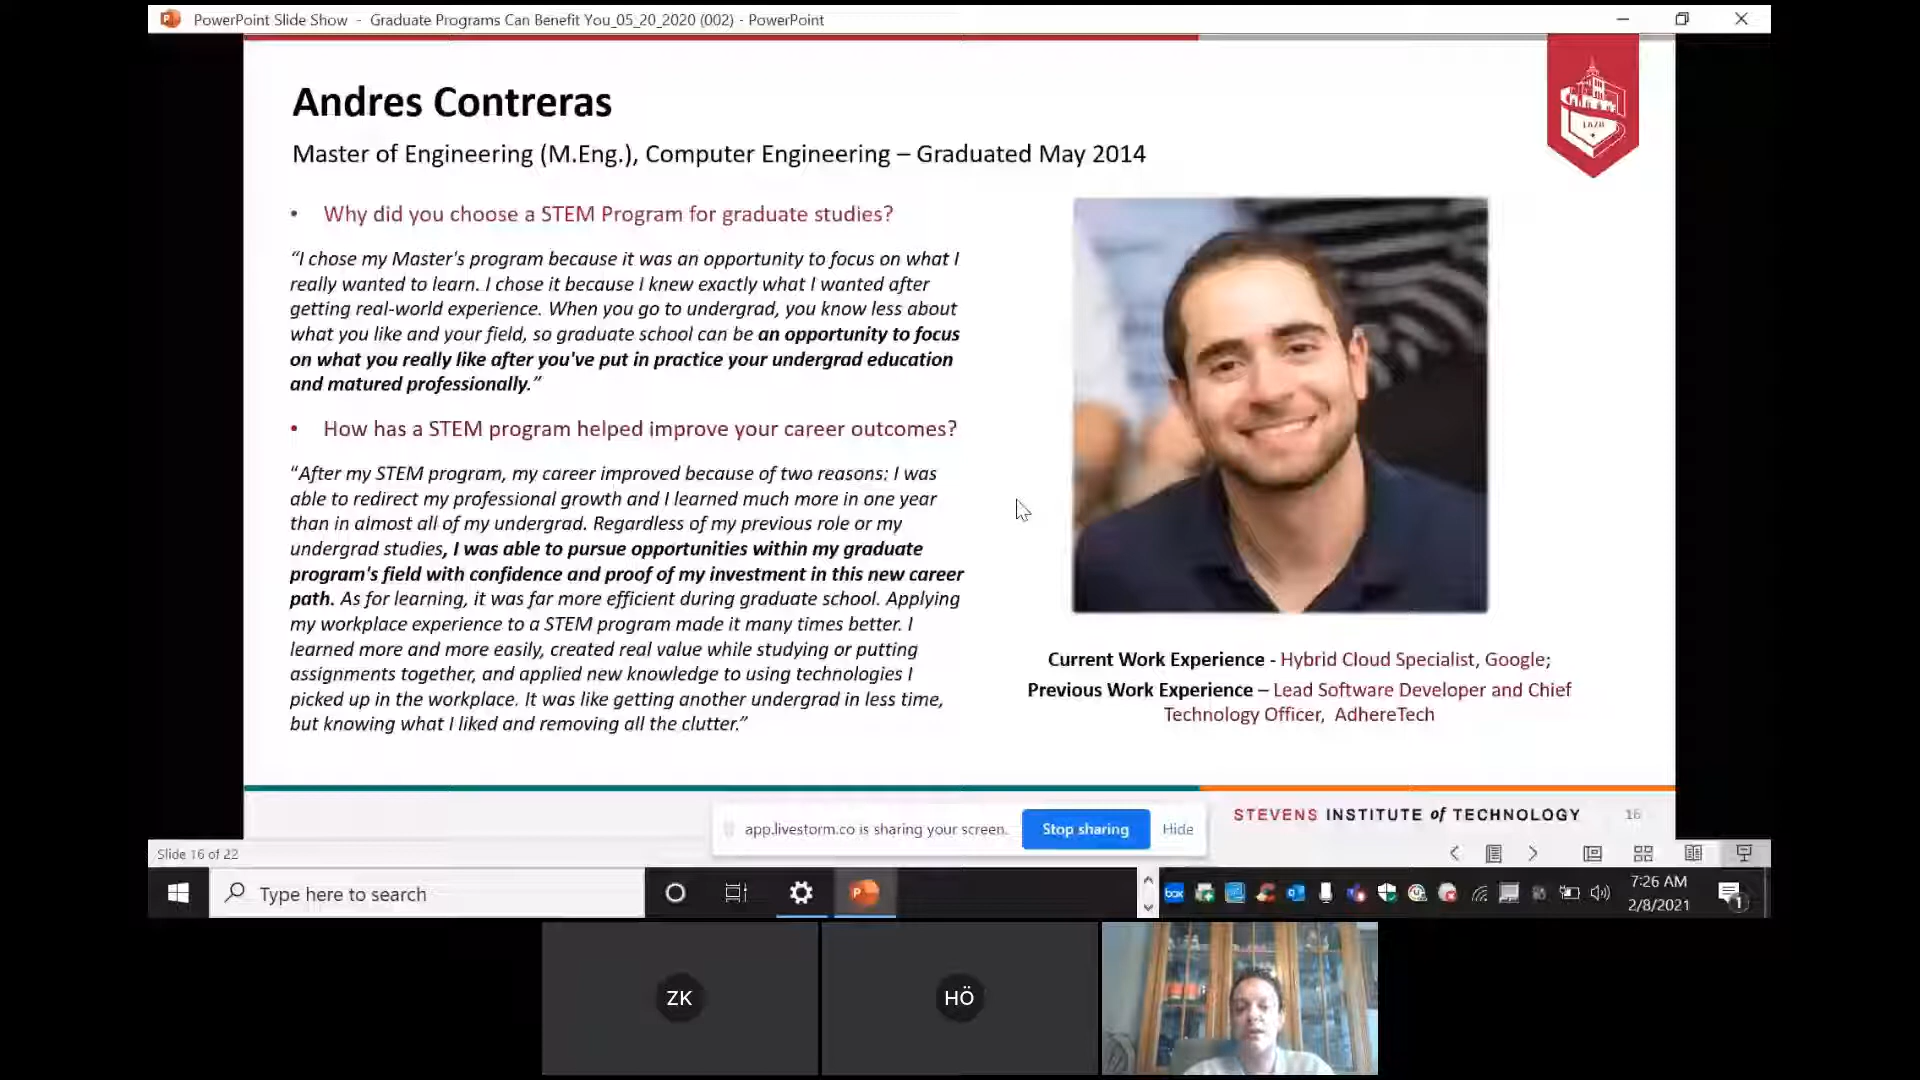 PowerPoint Slide Show - Graduate Programs Can Benefit You_05_20_2020 (002) - PowerPoint
Andres Contreras
Master of Engineering (M.Eng.), Computer Engineering – Graduated May 2014
• Why did you choose a STEM Program for graduate studies?
“I chose my Master's program because it was an opportunity to focus on what I
really wanted to learn. I chose it because I knew exactly what I wanted after
getting real-world experience. When you go to undergrad, you know less about
what you like and your field, so graduate school can be an opportunity to focus
on what you really like after you've put in practice your undergrad education
and matured professionally.”
• How has a STEM program helped improve your career outcomes?
“After my STEM program, my career improved because of two reasons: I was
able to redirect my professional growth and I learned much more in one year
than in almost all of my undergrad. Regardless of my previous role or my
undergrad studies, I was able to pursue opportunities within my graduate
program's field with confidence and proof of my investment in this new career
path. As for learning, it was far more efficient during graduate school. Applying
my workplace experience to a STEM program made it many times better. I
learned more and more easily, created real value while studying or putting
assignments together, and applied new knowledge to using technologies I
picked up in the workplace. It was like getting another undergrad in less time,
but knowing what I liked and removing all the clutter.”
1870
Current Work Experience - Hybrid Cloud Specialist, Google;
Previous Work Experience – Lead Software Developer and Chief
Technology Officer, AdhereTech
STEVENS INSTITUTE of TECHNOLOGY 16
app.livestorm.co is sharing your screen. Stop sharing Hide
Slide 16 of 22
Type here to search
box
7:26 AM
2/8/2021
1
ZK
HÖ